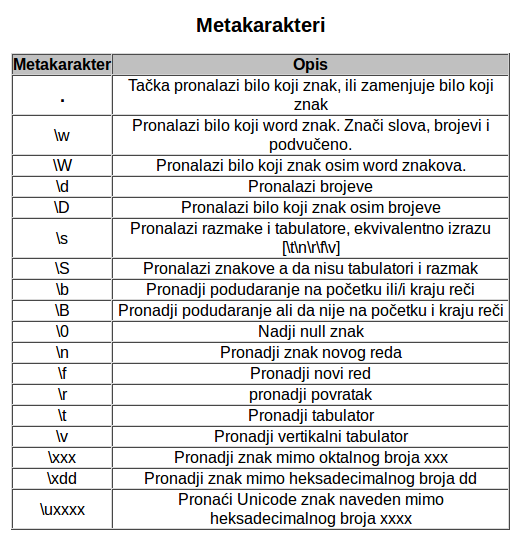 Metakarakteri
Metakarakter Opis
. Tačka pronalazi bilo koji znak, ili zamenjuje bilo koji
znak
\w Pronalazi bilo koji word znak. Znači slova, brojevi i
podvučeno.
\W Pronalazi bilo koji znak osim word znakova.
\d Pronalazi brojeve
\D Pronalazi bilo koji znak osim brojeve
\s Pronalazi razmake i tabulatore, ekvivalentno izrazu
[\t\n\r\f\v]
\S Pronalazi znakove a da nisu tabulatori i razmak
\b Pronadji podudaranje na početku ili/i kraju reči
\B Pronadji podudaranje ali da nije na početku i kraju reči
\0 Nadji null znak
\n Pronadji znak novog reda
\f Pronadji novi red
\r pronadji povratak
\t Pronadji tabulator
\v Pronadji vertikalni tabulator
\xxx Pronadji znak mimo oktalnog broja xxx
\xdd Pronadji znak mimo heksadecimalnog broja dd
\uxxxx Pronaći Unicode znak naveden mimo
heksadecimalnog broja xxxx